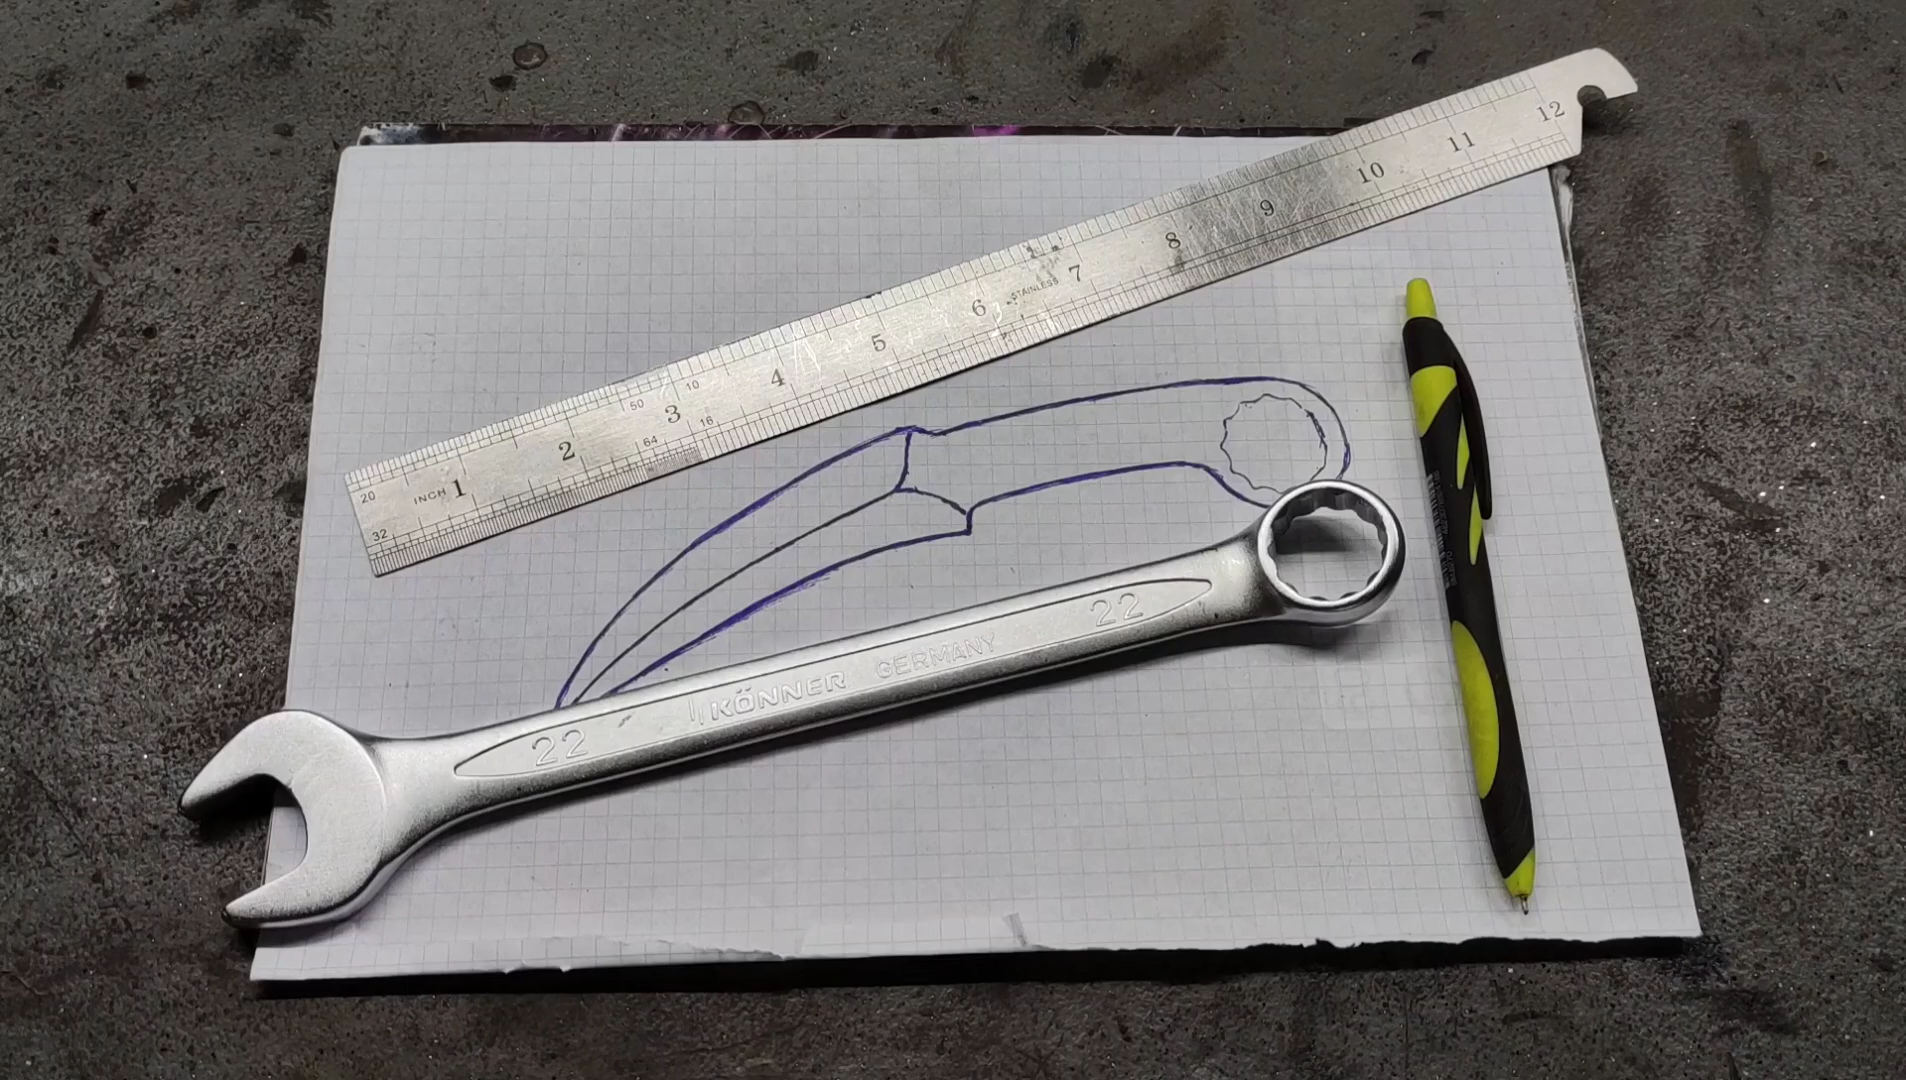 20 10
32 INCH 1 2 50 64 3 16 4 5 6 STAINLESS 7 8 9 10 11 12
22 KÖNNER GERMANY 22